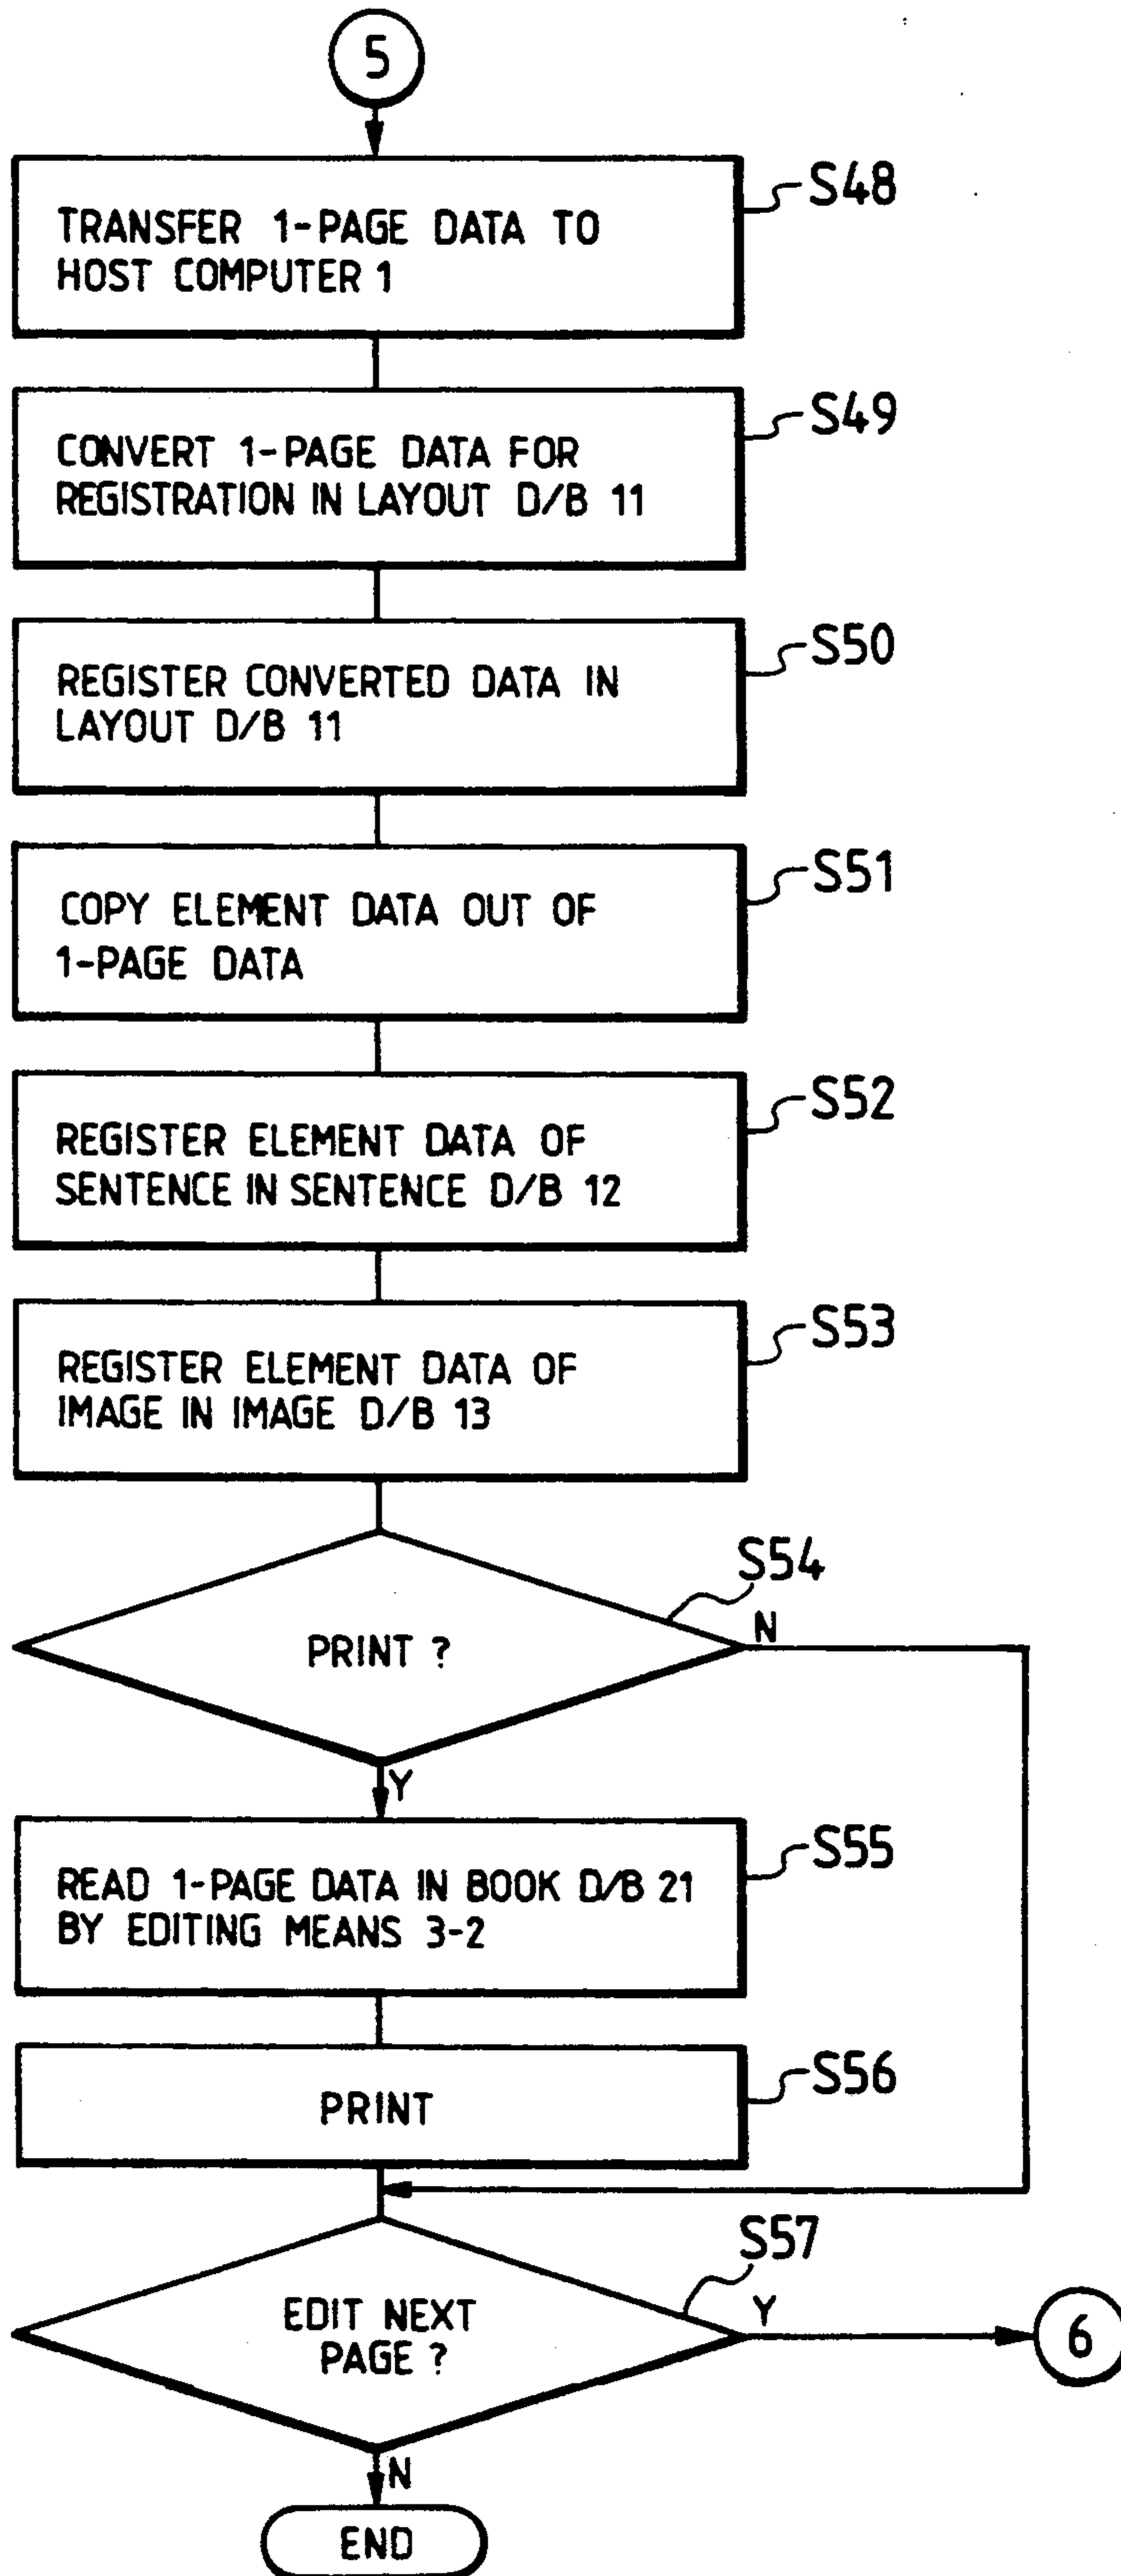 5
TRANSFER 1-PAGE DATA TO
HOST COMPUTER 1
S48
CONVERT 1-PAGE DATA FOR
REGISTRATION IN LAYOUT D/B 11
S49
REGISTER CONVERTED DATA IN
LAYOUT D/B 11
S50
COPY ELEMENT DATA OUT OF
1-PAGE DATA
S51
REGISTER ELEMENT DATA OF
SENTENCE IN SENTENCE D/B 12
S52
REGISTER ELEMENT DATA OF
IMAGE IN IMAGE D/B 13
S53
S54
PRINT ?
N
Y
READ 1-PAGE DATA IN BOOK D/B 21
BY EDITING MEANS 3-2
S55
PRINT
S56
S57
EDIT NEXT
PAGE ?
Y
6
N
END